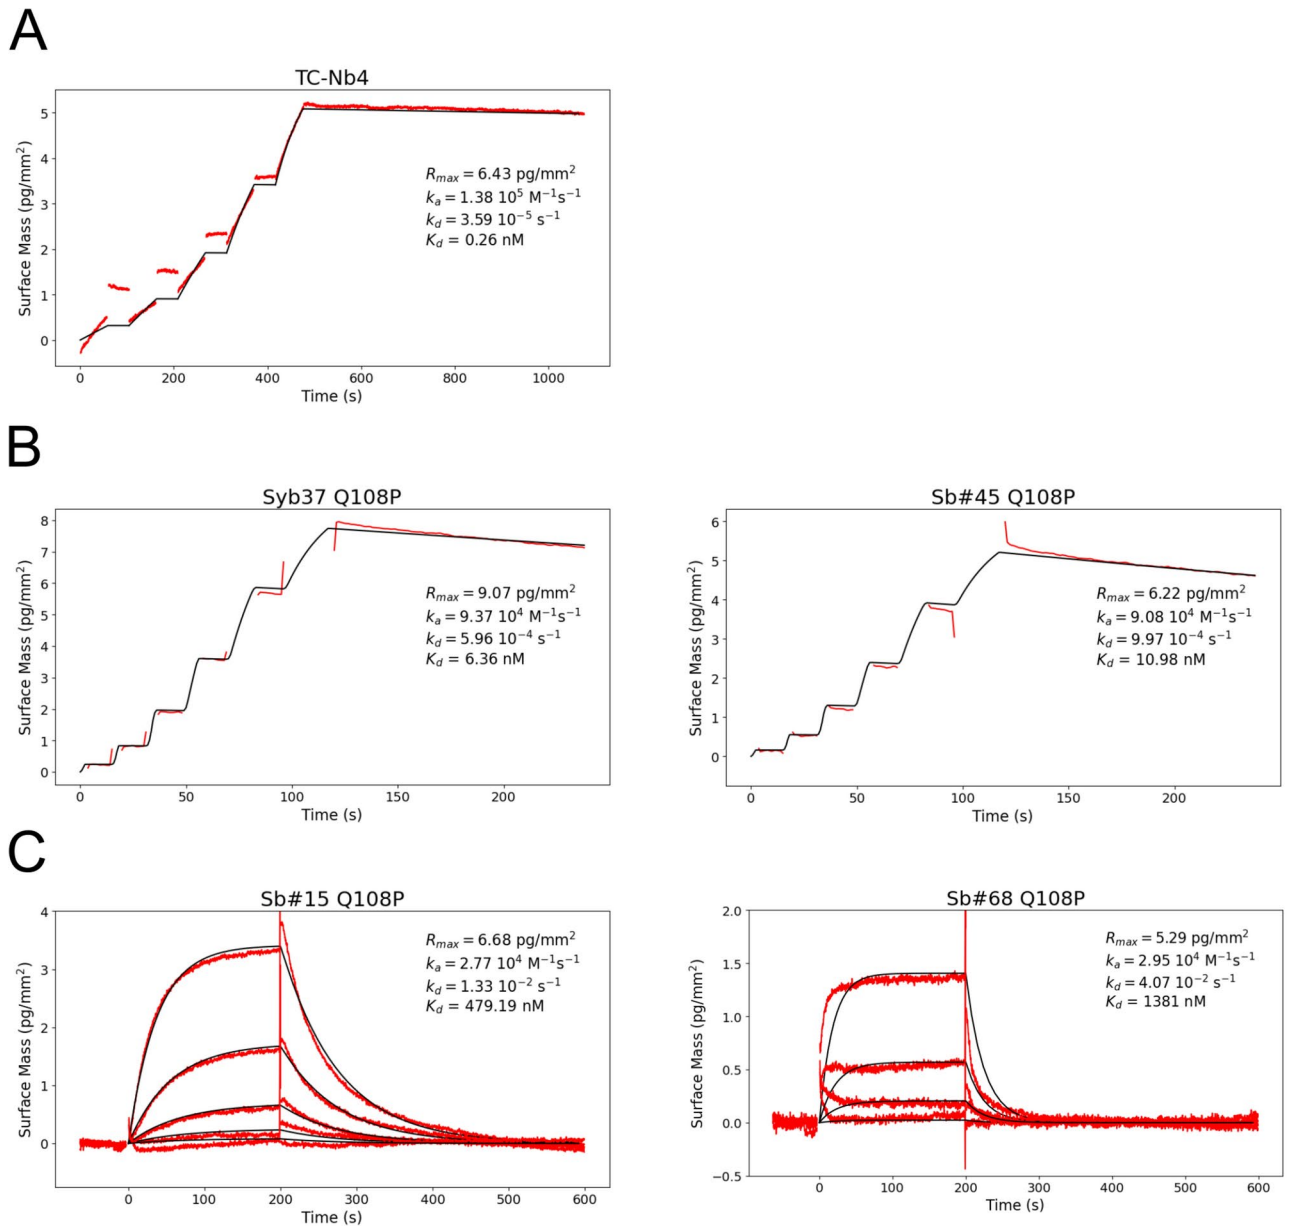 A
TC-Nb4
Surface Mass (pg/mm²)
5
4
3
2
1
0
R_max = 6.43 pg/mm²
k_a = 1.38 10⁵ M⁻¹s⁻¹
k_d = 3.59 10⁻⁵ s⁻¹
K_d = 0.26 nM
0 200 400 600 800 1000
Time (s)
B
Syb37 Q108P
Surface Mass (pg/mm²)
8
7
6
5
4
3
2
1
0
R_max = 9.07 pg/mm²
k_a = 9.37 10⁴ M⁻¹s⁻¹
k_d = 5.96 10⁻⁴ s⁻¹
K_d = 6.36 nM
0 50 100 150 200
Time (s)
Sb#45 Q108P
Surface Mass (pg/mm²)
6
5
4
3
2
1
0
R_max = 6.22 pg/mm²
k_a = 9.08 10⁴ M⁻¹s⁻¹
k_d = 9.97 10⁻⁴ s⁻¹
K_d = 10.98 nM
0 50 100 150 200
Time (s)
C
Sb#15 Q108P
Surface Mass (pg/mm²)
4
3
2
1
0
R_max = 6.68 pg/mm²
k_a = 2.77 10⁴ M⁻¹s⁻¹
k_d = 1.33 10⁻² s⁻¹
K_d = 479.19 nM
0 100 200 300 400 500 600
Time (s)
Sb#68 Q108P
Surface Mass (pg/mm²)
2.0
1.5
1.0
0.5
0.0
−0.5
R_max = 5.29 pg/mm²
k_a = 2.95 10⁴ M⁻¹s⁻¹
k_d = 4.07 10⁻² s⁻¹
K_d = 1381 nM
0 100 200 300 400 500 600
Time (s)